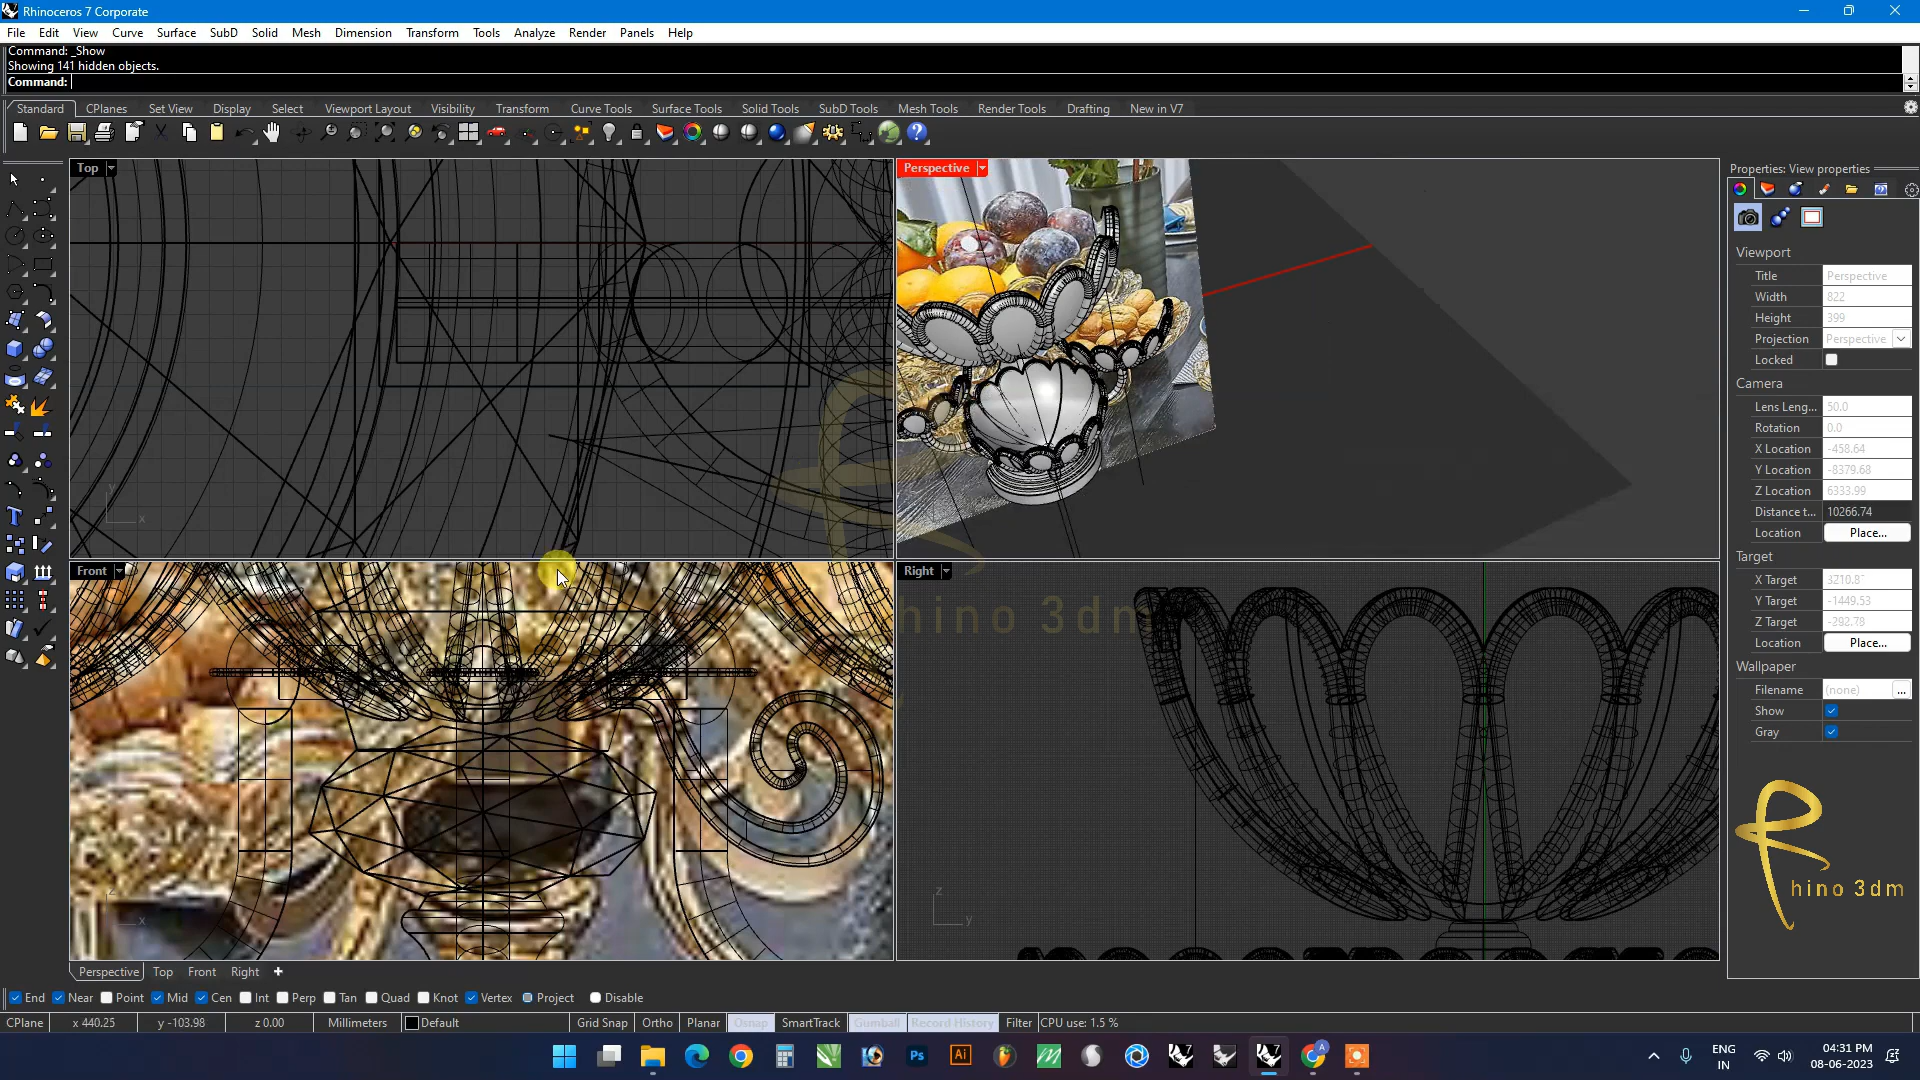 Rhinoceros 7 Corporate
File Edit View Curve Surface SubD Solid Mesh Dimension Transform Tools Analyze Render Panels Help
Command: _Show
Showing 141 hidden objects.
Command:
Standard CPlanes Set View Display Select Viewport Layout Visibility Transform Curve Tools Surface Tools Solid Tools SubD Tools Mesh Tools Render Tools Drafting New in V7
Top
Perspective
Front
Right
Properties: View properties
Viewport
Title Perspective
Width 822
Height 399
Projection Perspective
Locked
Camera
Lens Leng... 50.0
Rotation 0.0
X Location -458.64
Y Location -8379.68
Z Location 6333.99
Distance t... 10266.74
Location Place...
Target
X Target 3210.87
Y Target -1449.53
Z Target -292.78
Location Place...
Wallpaper
Filename (none) ...
Show
Gray
Rhino 3dm
hino 3dm
Perspective Top Front Right
End Near Point Mid Cen Int Perp Tan Quad Knot Vertex Project Disable
CPlane x 440.25 y -103.98 z 0.00 Millimeters Default Grid Snap Ortho Planar Osnap SmartTrack Gumball Record History Filter CPU use: 1.5 %
Ps Ai
ENG
IN
04:31 PM
08-06-2023